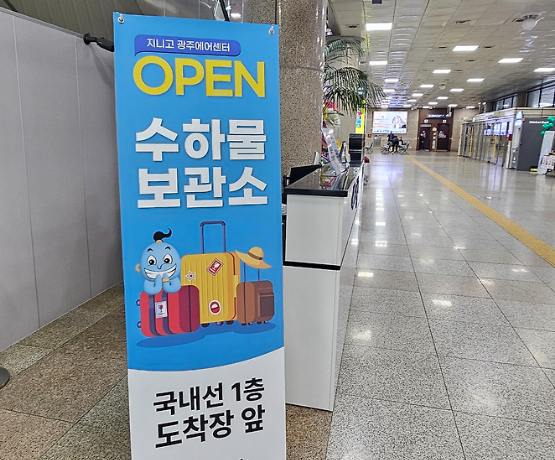 지니고 광주에어센터
OPEN
수하물
보관소
국내선 1층
도착장 앞